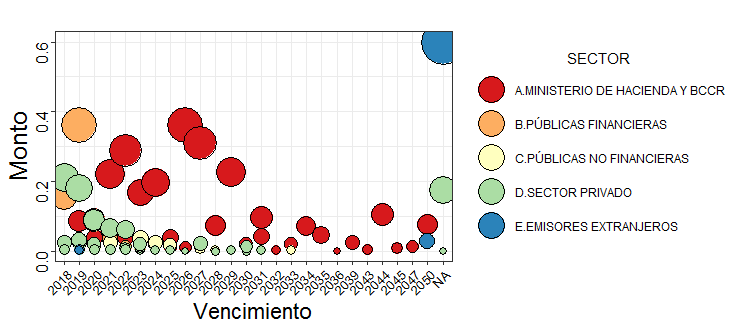 SECTOR
A.MINISTERIO DE HACIENDA Y BCCR
B.PÚBLICAS FINANCIERAS
C.PÚBLICAS NO FINANCIERAS
D.SECTOR PRIVADO
E.EMISORES EXTRANJEROS
Monto
0.6
0.4
0.2
0.0
2018 2019 2020 2021 2022 2023 2024 2025 2026 2027 2028 2029 2030 2031 2032 2033 2034 2035 2036 2039 2043 2044 2045 2047 2050 NA
Vencimiento